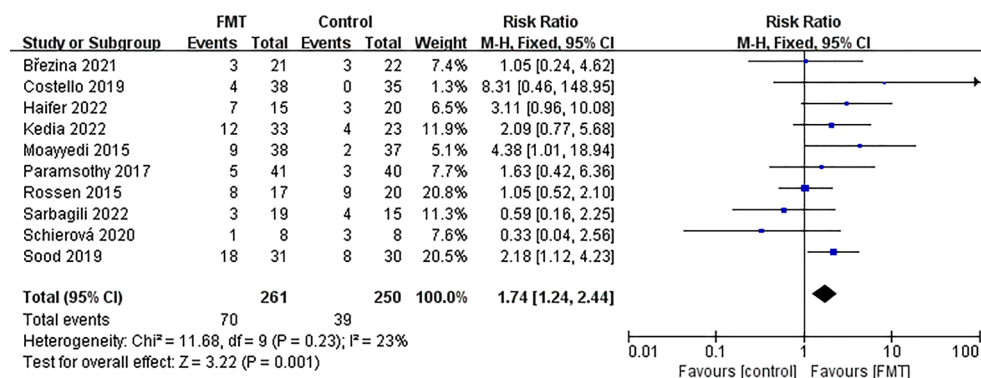 FMT Control Risk Ratio Risk Ratio
Study or Subgroup Events Total Events Total Weight M-H, Fixed, 95% CI M-H, Fixed, 95% CI
Březina 2021 3 21 3 22 7.4% 1.05 [0.24, 4.62]
Costello 2019 4 38 0 35 1.3% 8.31 [0.46, 148.95]
Haifer 2022 7 15 3 20 6.5% 3.11 [0.96, 10.08]
Kedia 2022 12 33 4 23 11.9% 2.09 [0.77, 5.68]
Moayyedi 2015 9 38 2 37 5.1% 4.38 [1.01, 18.94]
Paramsothy 2017 5 41 3 40 7.7% 1.63 [0.42, 6.36]
Rossen 2015 8 17 9 20 20.8% 1.05 [0.52, 2.10]
Sarbagili 2022 3 19 4 15 11.3% 0.59 [0.16, 2.25]
Schierová 2020 1 8 3 8 7.6% 0.33 [0.04, 2.56]
Sood 2019 18 31 8 30 20.5% 2.18 [1.12, 4.23]
Total (95% CI) 261 250 100.0% 1.74 [1.24, 2.44]
Total events 70 39
Heterogeneity: Chi² = 11.68, df = 9 (P = 0.23); I² = 23%
Test for overall effect: Z = 3.22 (P = 0.001)
0.01 0.1 1 10 100
Favours [control] Favours [FMT]